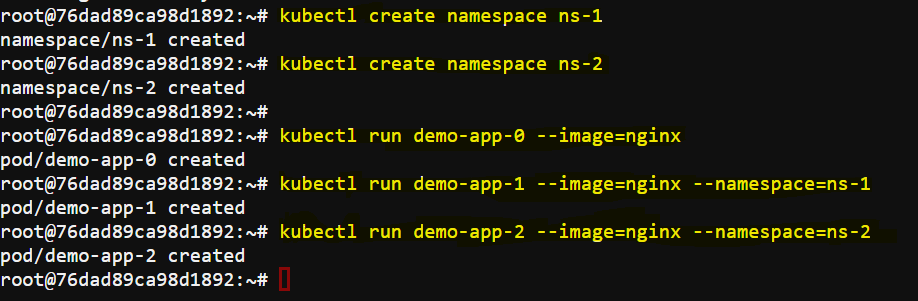 root@76dad89ca98d1892:~# kubectl create namespace ns-1
namespace/ns-1 created
root@76dad89ca98d1892:~# kubectl create namespace ns-2
namespace/ns-2 created
root@76dad89ca98d1892:~#
root@76dad89ca98d1892:~# kubectl run demo-app-0 --image=nginx
pod/demo-app-0 created
root@76dad89ca98d1892:~# kubectl run demo-app-1 --image=nginx --namespace=ns-1
pod/demo-app-1 created
root@76dad89ca98d1892:~# kubectl run demo-app-2 --image=nginx --namespace=ns-2
pod/demo-app-2 created
root@76dad89ca98d1892:~#